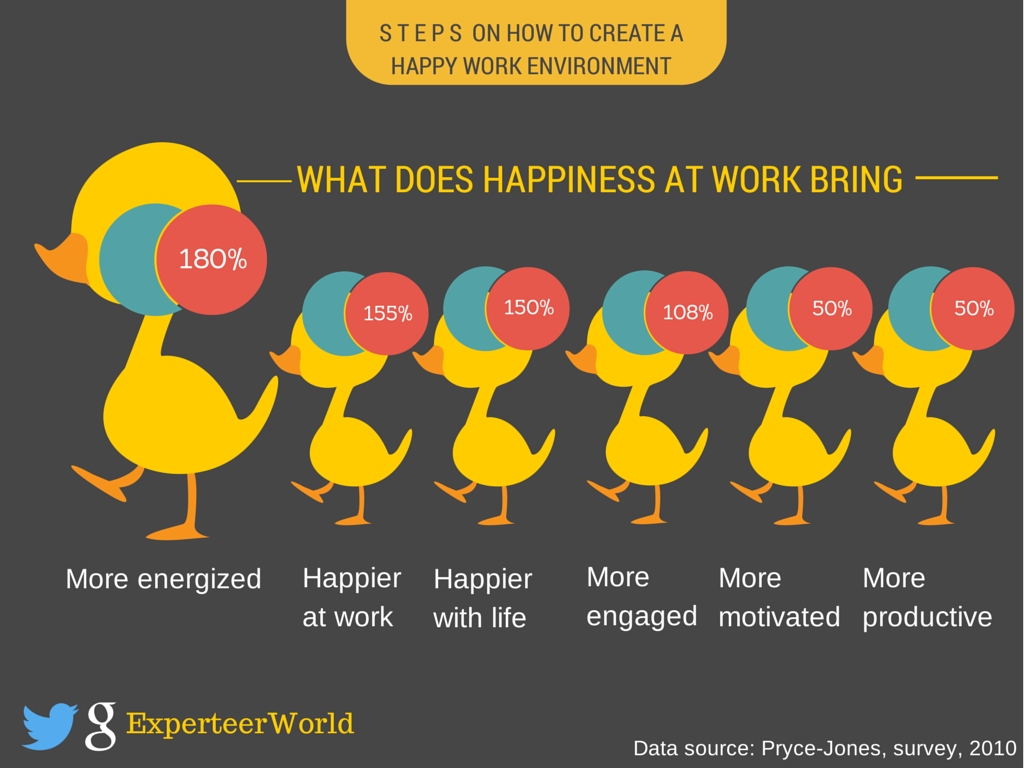 S T E P S ON HOW TO CREATE A
HAPPY WORK ENVIRONMENT
WHAT DOES HAPPINESS AT WORK BRING
180%
155%
150%
108%
50%
50%
More energized
Happier
at work
Happier
with life
More
engaged
More
motivated
More
productive
g ExperteerWorld
Data source: Pryce-Jones, survey, 2010